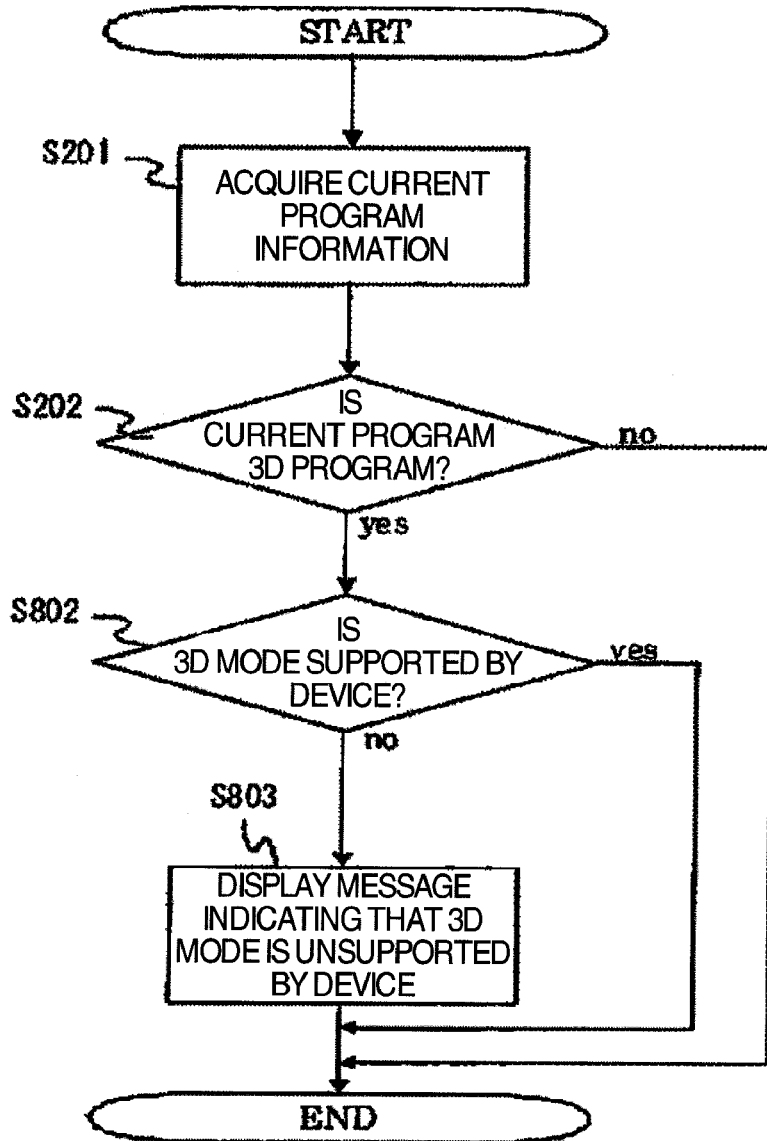 START
S201
ACQUIRE CURRENT
PROGRAM
INFORMATION
S202
IS
CURRENT PROGRAM
3D PROGRAM?
no
yes
S802
IS
3D MODE SUPPORTED BY
DEVICE?
yes
no
S803
DISPLAY MESSAGE
INDICATING THAT 3D
MODE IS UNSUPPORTED
BY DEVICE
END